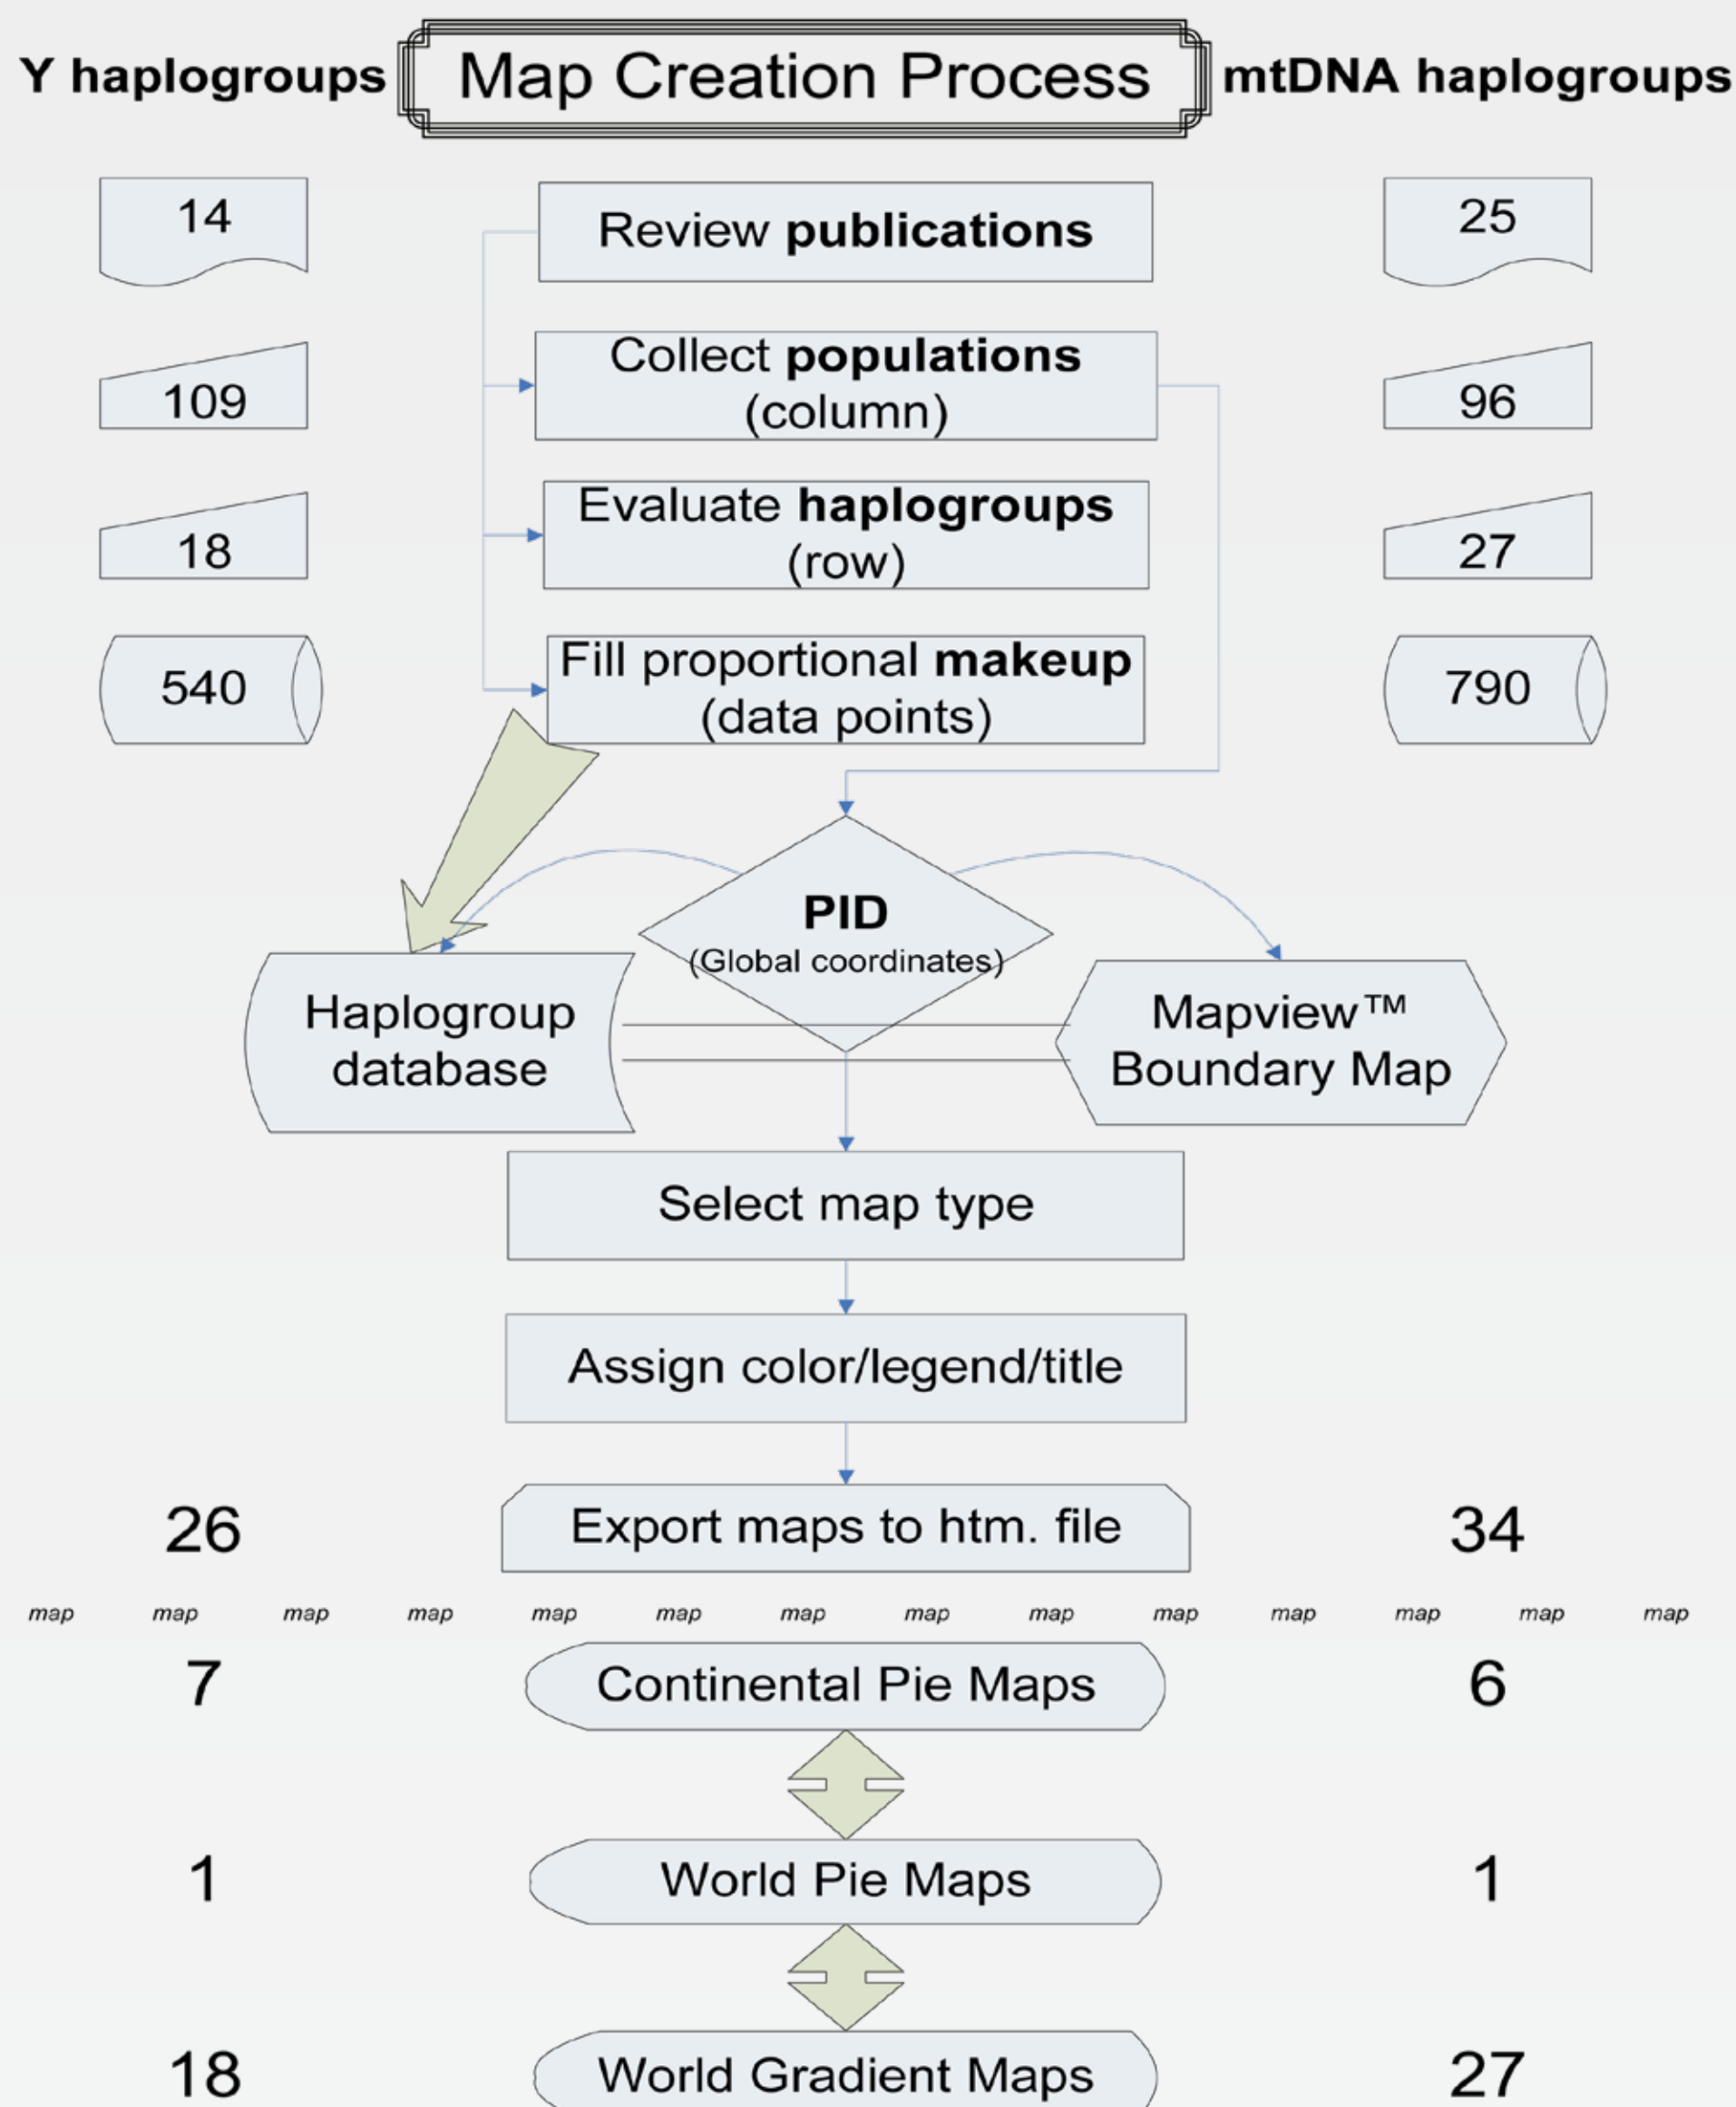 Y haplogroups
Map Creation Process
mtDNA haplogroups
14
Review publications
25
109
Collect populations
(column)
96
18
Evaluate haplogroups
(row)
27
540
Fill proportional makeup
(data points)
790
PID
(Global coordinates)
Haplogroup
database
Mapview™
Boundary Map
Select map type
Assign color/legend/title
26
Export maps to htm. file
34
map map map map map map map map map map map map map map
7
Continental Pie Maps
6
1
World Pie Maps
1
18
World Gradient Maps
27